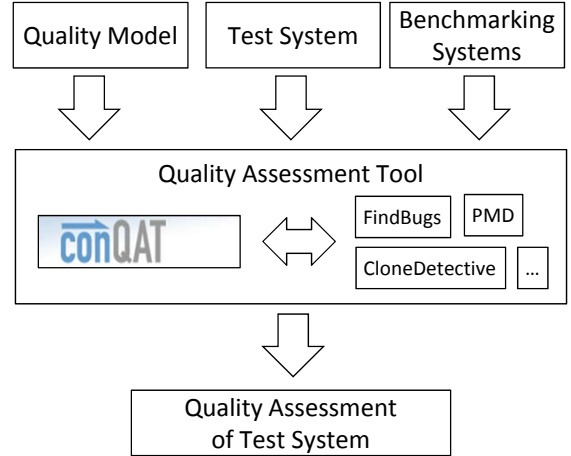 Quality Model
Test System
Benchmarking
Systems
Quality Assessment Tool
conQAT
FindBugs
PMD
CloneDetective
...
Quality Assessment
of Test System